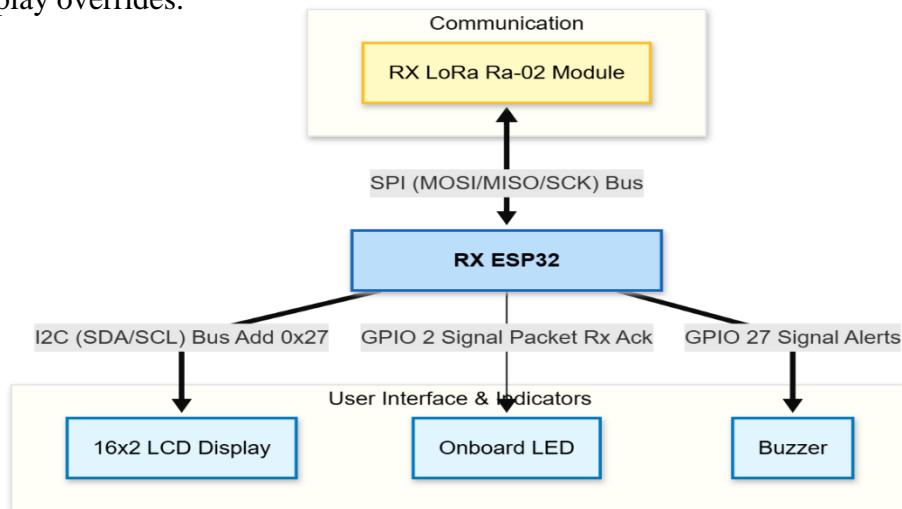 play overrides.
Communication
RX LoRa Ra-02 Module
SPI (MOSI/MISO/SCK) Bus
RX ESP32
I2C (SDA/SCL) Bus Add 0x27
GPIO 2 Signal Packet Rx Ack
GPIO 27 Signal Alerts
User Interface & Indicators
16x2 LCD Display
Onboard LED
Buzzer